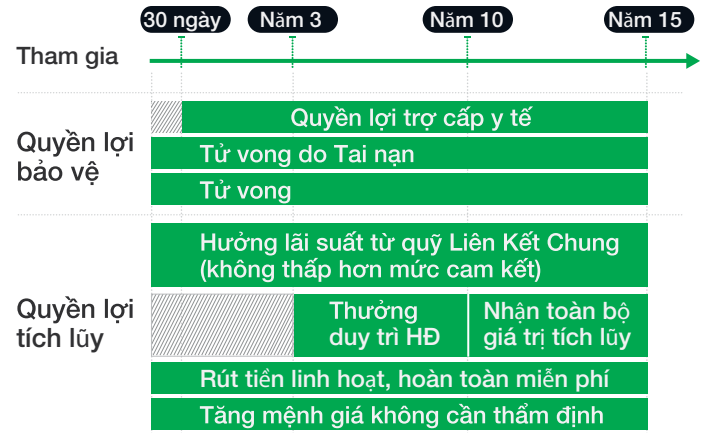 30 ngày
Năm 3
Năm 10
Năm 15
Tham gia
Quyền lợi
bảo vệ
Quyền lợi trợ cấp y tế
Tử vong do Tai nạn
Tử vong
Quyền lợi
tích lũy
Hưởng lãi suất từ quỹ Liên Kết Chung
(không thấp hơn mức cam kết)
Thưởng
duy trì HĐ
Nhận toàn bộ
giá trị tích lũy
Rút tiền linh hoạt, hoàn toàn miễn phí
Tăng mệnh giá không cần thẩm định